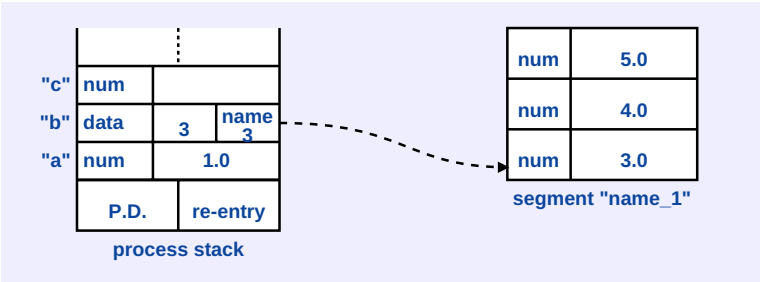 "c" num
"b" data 3 name 3
"a" num 1.0
P.D. re-entry
process stack
num 5.0
num 4.0
num 3.0
segment "name_1"